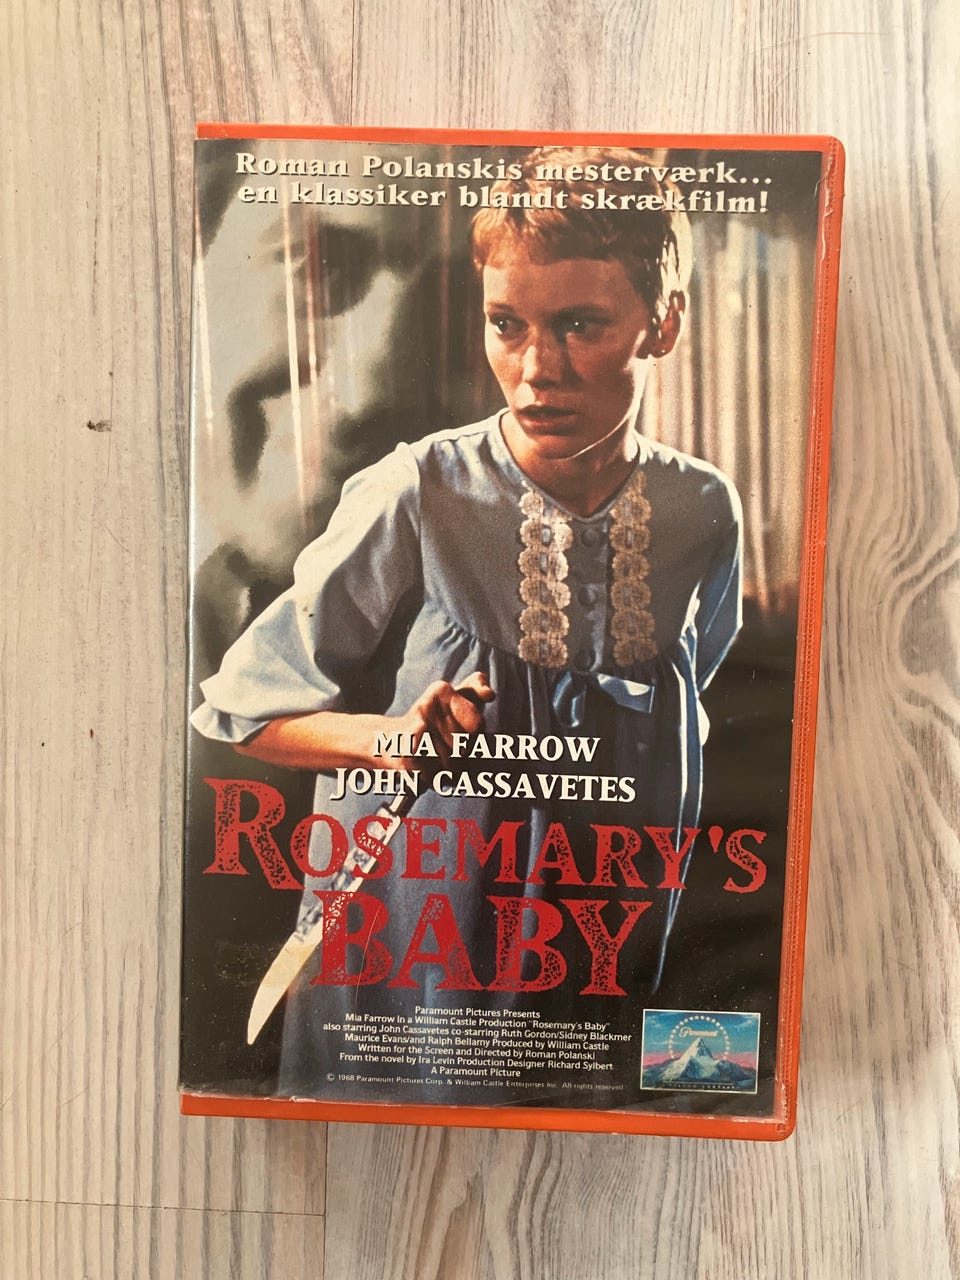 Roman Polanskis mesterværk...
en klassiker blandt skrækfilm!
MIA FARROW
JOHN CASSAVETES
ROSEMARY'S
BABY
Paramount Pictures Presents
Mia Farrow in a William Castle Production "Rosemary's Baby"
also starring John Cassavetes co-starring Ruth Gordon/Sidney Blackmer
Maurice Evans/and Ralph Bellamy Produced by William Castle
Written for the Screen and Directed by Roman Polanski
From the novel by Ira Levin Production Designer Richard Sylbert
A Paramount Picture
© 1968 Paramount Pictures Corp. & William Castle Enterprises Inc. All rights reserved
Paramount